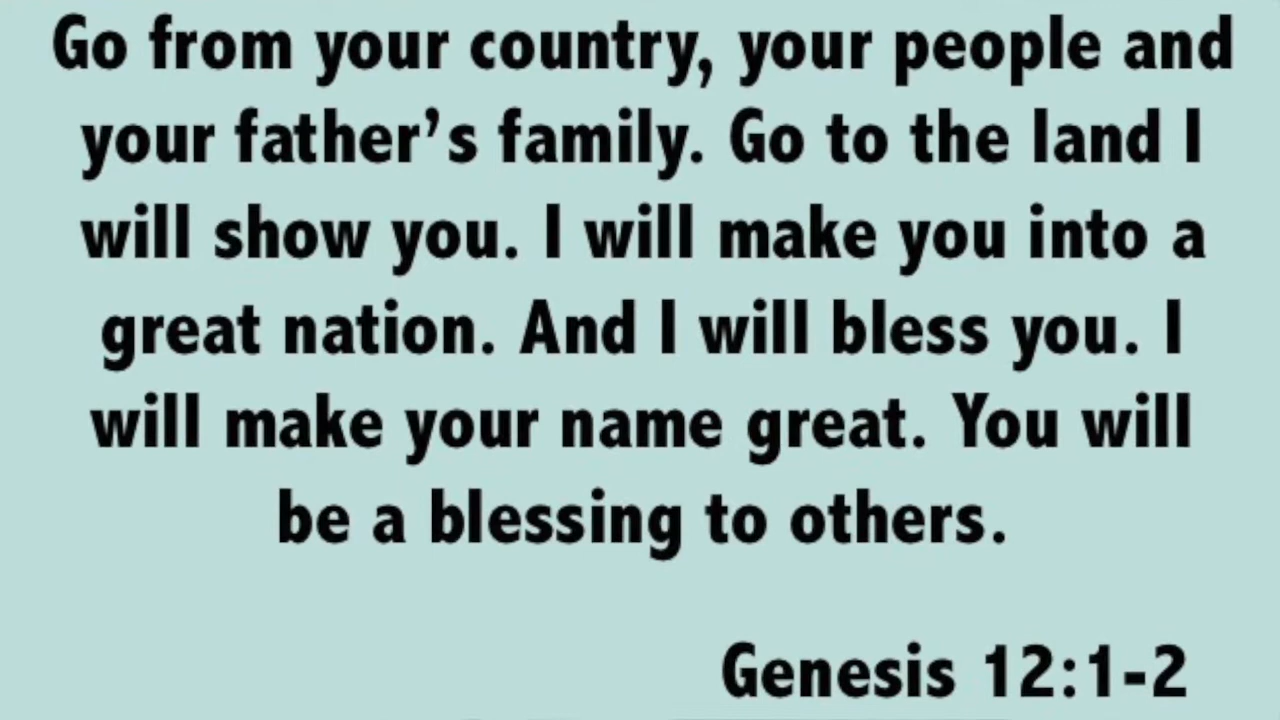 Go from your country, your people and
your father’s family. Go to the land I
will show you. I will make you into a
great nation. And I will bless you. I
will make your name great. You will
be a blessing to others.
Genesis 12:1-2